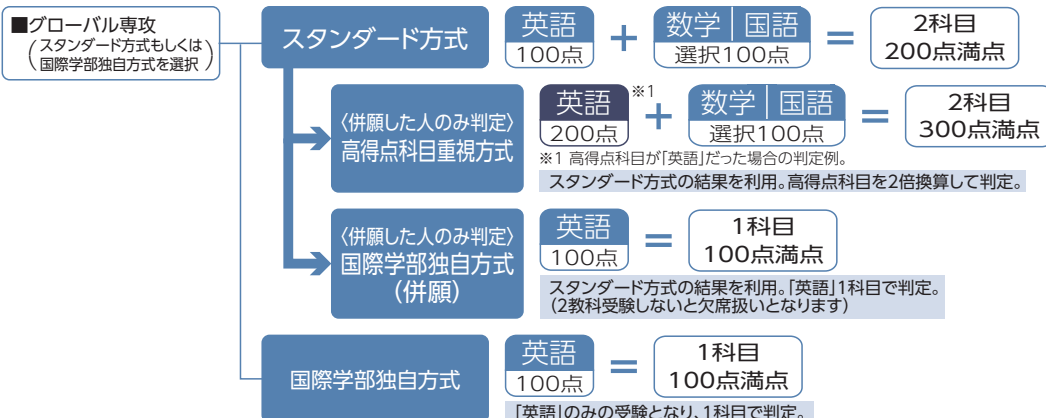 ■グローバル専攻
(スタンダード方式もしくは
国際学部独自方式を選択)
スタンダード方式
英語
100点
+
数学|国語
選択100点
=
2科目
200点満点
〈併願した人のみ判定〉
高得点科目重視方式
英語 ※1
200点
+
数学|国語
選択100点
=
2科目
300点満点
※1 高得点科目が「英語」だった場合の判定例。
スタンダード方式の結果を利用。高得点科目を2倍換算して判定。
〈併願した人のみ判定〉
国際学部独自方式
(併願)
英語
100点
=
1科目
100点満点
スタンダード方式の結果を利用。「英語」1科目で判定。
(2教科受験しないと欠席扱いとなります)
国際学部独自方式
英語
100点
=
1科目
100点満点
「英語」のみの受験となり、1科目で判定。